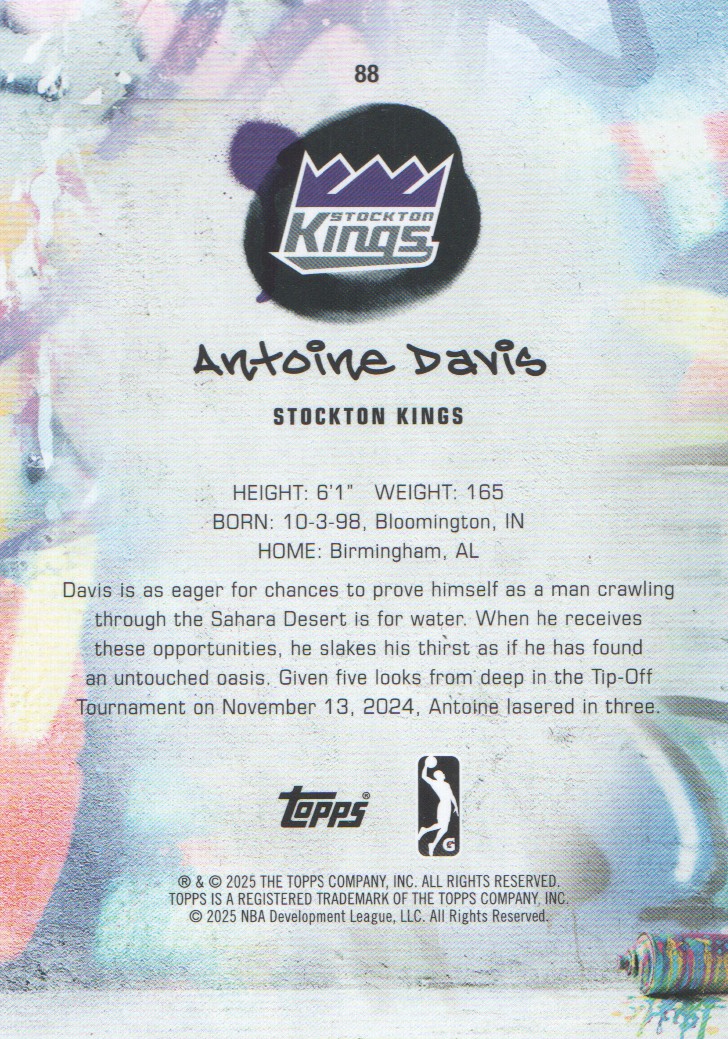 88
STOCKTON
Kings
Antoine Davis
STOCKTON KINGS
HEIGHT: 6'1" WEIGHT: 165
BORN: 10-3-98, Bloomington, IN
HOME: Birmingham, AL
Davis is as eager for chances to prove himself as a man crawling
through the Sahara Desert is for water. When he receives
these opportunities, he slakes his thirst as if he has found
an untouched oasis. Given five looks from deep in the Tip-Off
Tournament on November 13, 2024, Antoine lasered in three.
topps®
G
® & © 2025 THE TOPPS COMPANY, INC. ALL RIGHTS RESERVED.
TOPPS IS A REGISTERED TRADEMARK OF THE TOPPS COMPANY, INC.
© 2025 NBA Development League, LLC. All Rights Reserved.